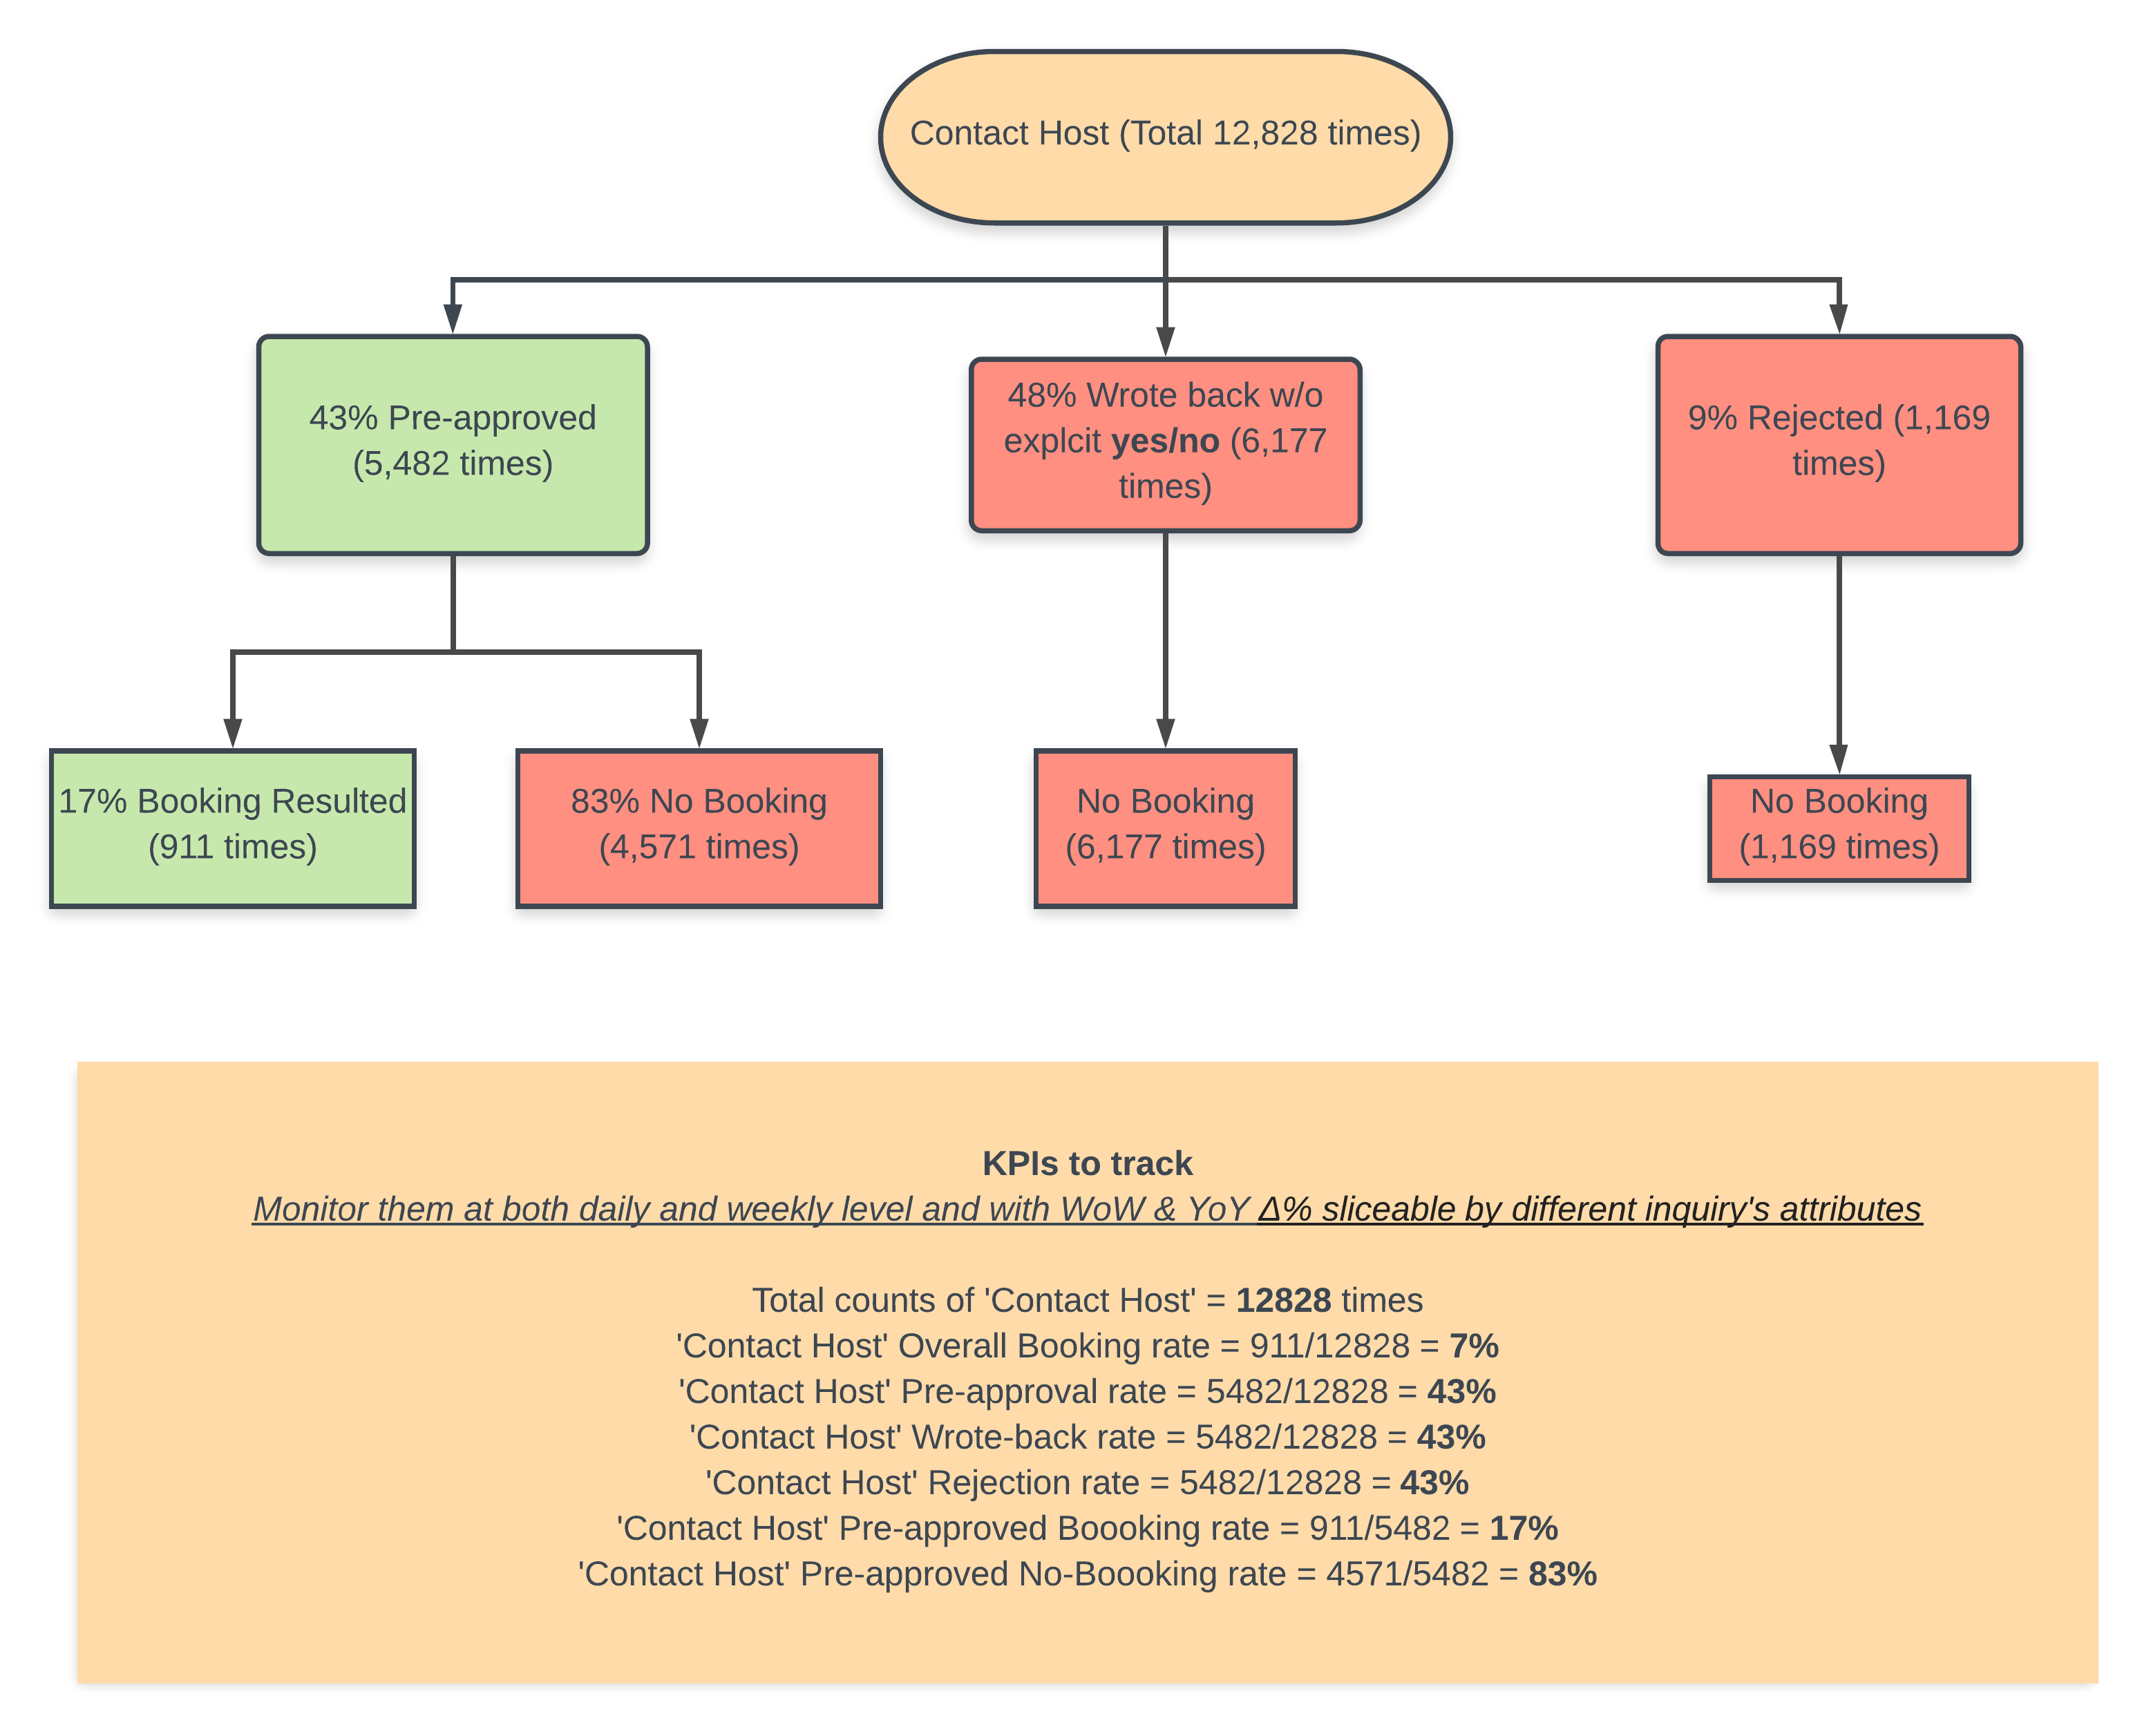 Contact Host (Total 12,828 times)
43% Pre-approved
(5,482 times)
48% Wrote back w/o
explcit yes/no (6,177
times)
9% Rejected (1,169
times)
17% Booking Resulted
(911 times)
83% No Booking
(4,571 times)
No Booking
(6,177 times)
No Booking
(1,169 times)
KPIs to track
Monitor them at both daily and weekly level and with WoW & YoY Δ% sliceable by different inquiry's attributes
Total counts of 'Contact Host' = 12828 times
'Contact Host' Overall Booking rate = 911/12828 = 7%
'Contact Host' Pre-approval rate = 5482/12828 = 43%
'Contact Host' Wrote-back rate = 5482/12828 = 43%
'Contact Host' Rejection rate = 5482/12828 = 43%
'Contact Host' Pre-approved Boooking rate = 911/5482 = 17%
'Contact Host' Pre-approved No-Boooking rate = 4571/5482 = 83%